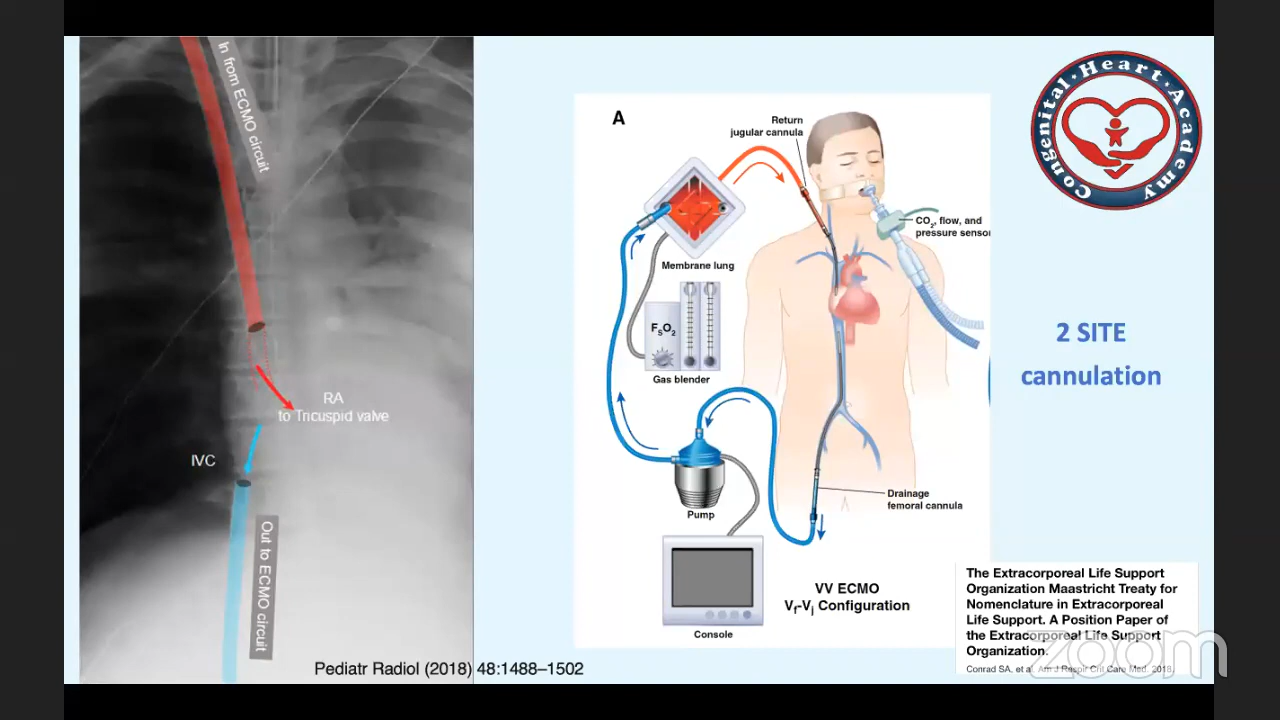 In from ECMO circuit
RA
to Tricuspid valve
IVC
Out to ECMO circuit
Pediatr Radiol (2018) 48:1488–1502
A
Return
jugular cannula
CO2, flow, and
pressure sensor
Membrane lung
FSO2
Gas blender
Pump
Drainage
femoral cannula
Console
VV ECMO
Vf-Vj Configuration
Congenital · Heart · Academy
2 SITE
cannulation
The Extracorporeal Life Support
Organization Maastricht Treaty for
Nomenclature in Extracorporeal
Life Support. A Position Paper of
the Extracorporeal Life Support
Organization.
Conrad SA, et al. Am J Respir Crit Care Med. 2018.
zoom